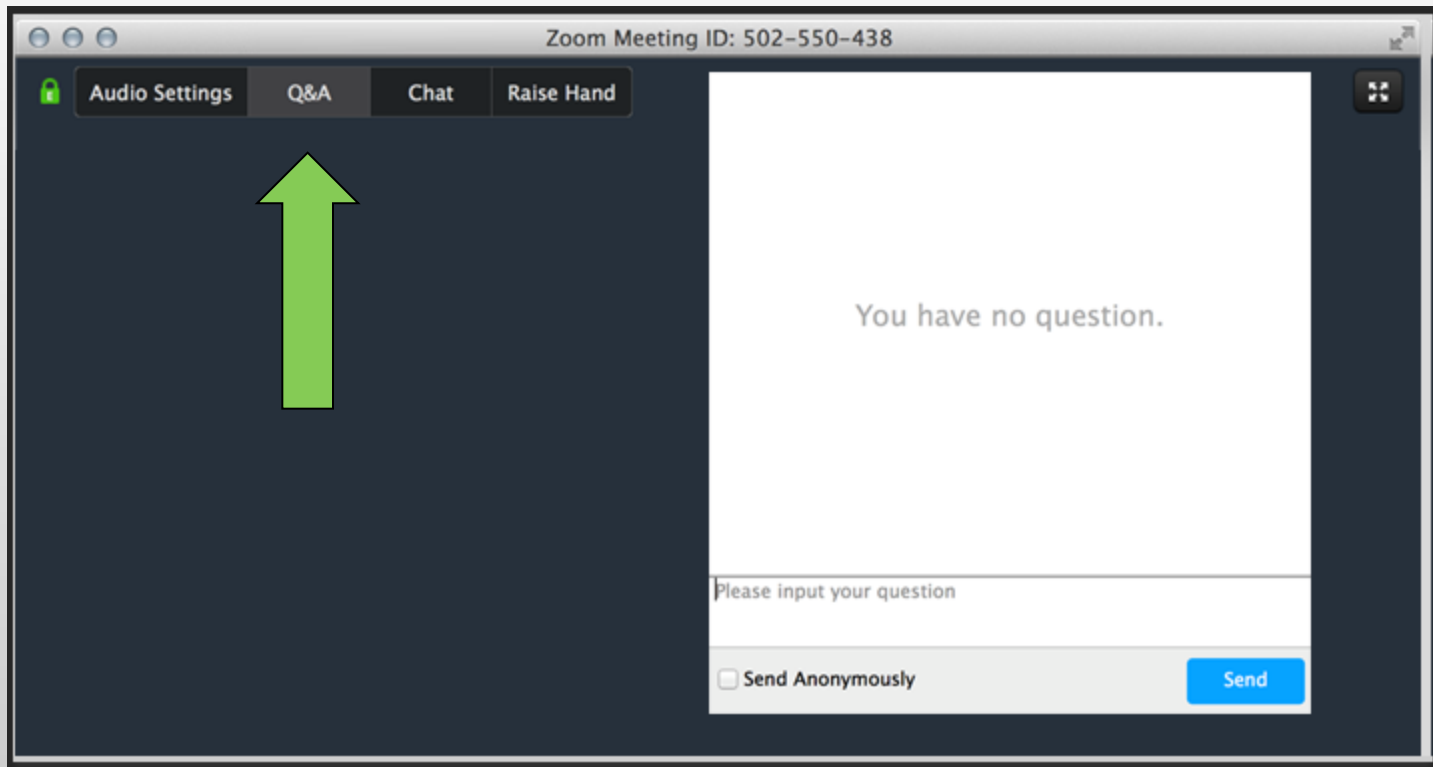 Zoom Meeting ID: 502-550-438
Audio Settings Q&A Chat Raise Hand
You have no question.
Please input your question
Send Anonymously Send